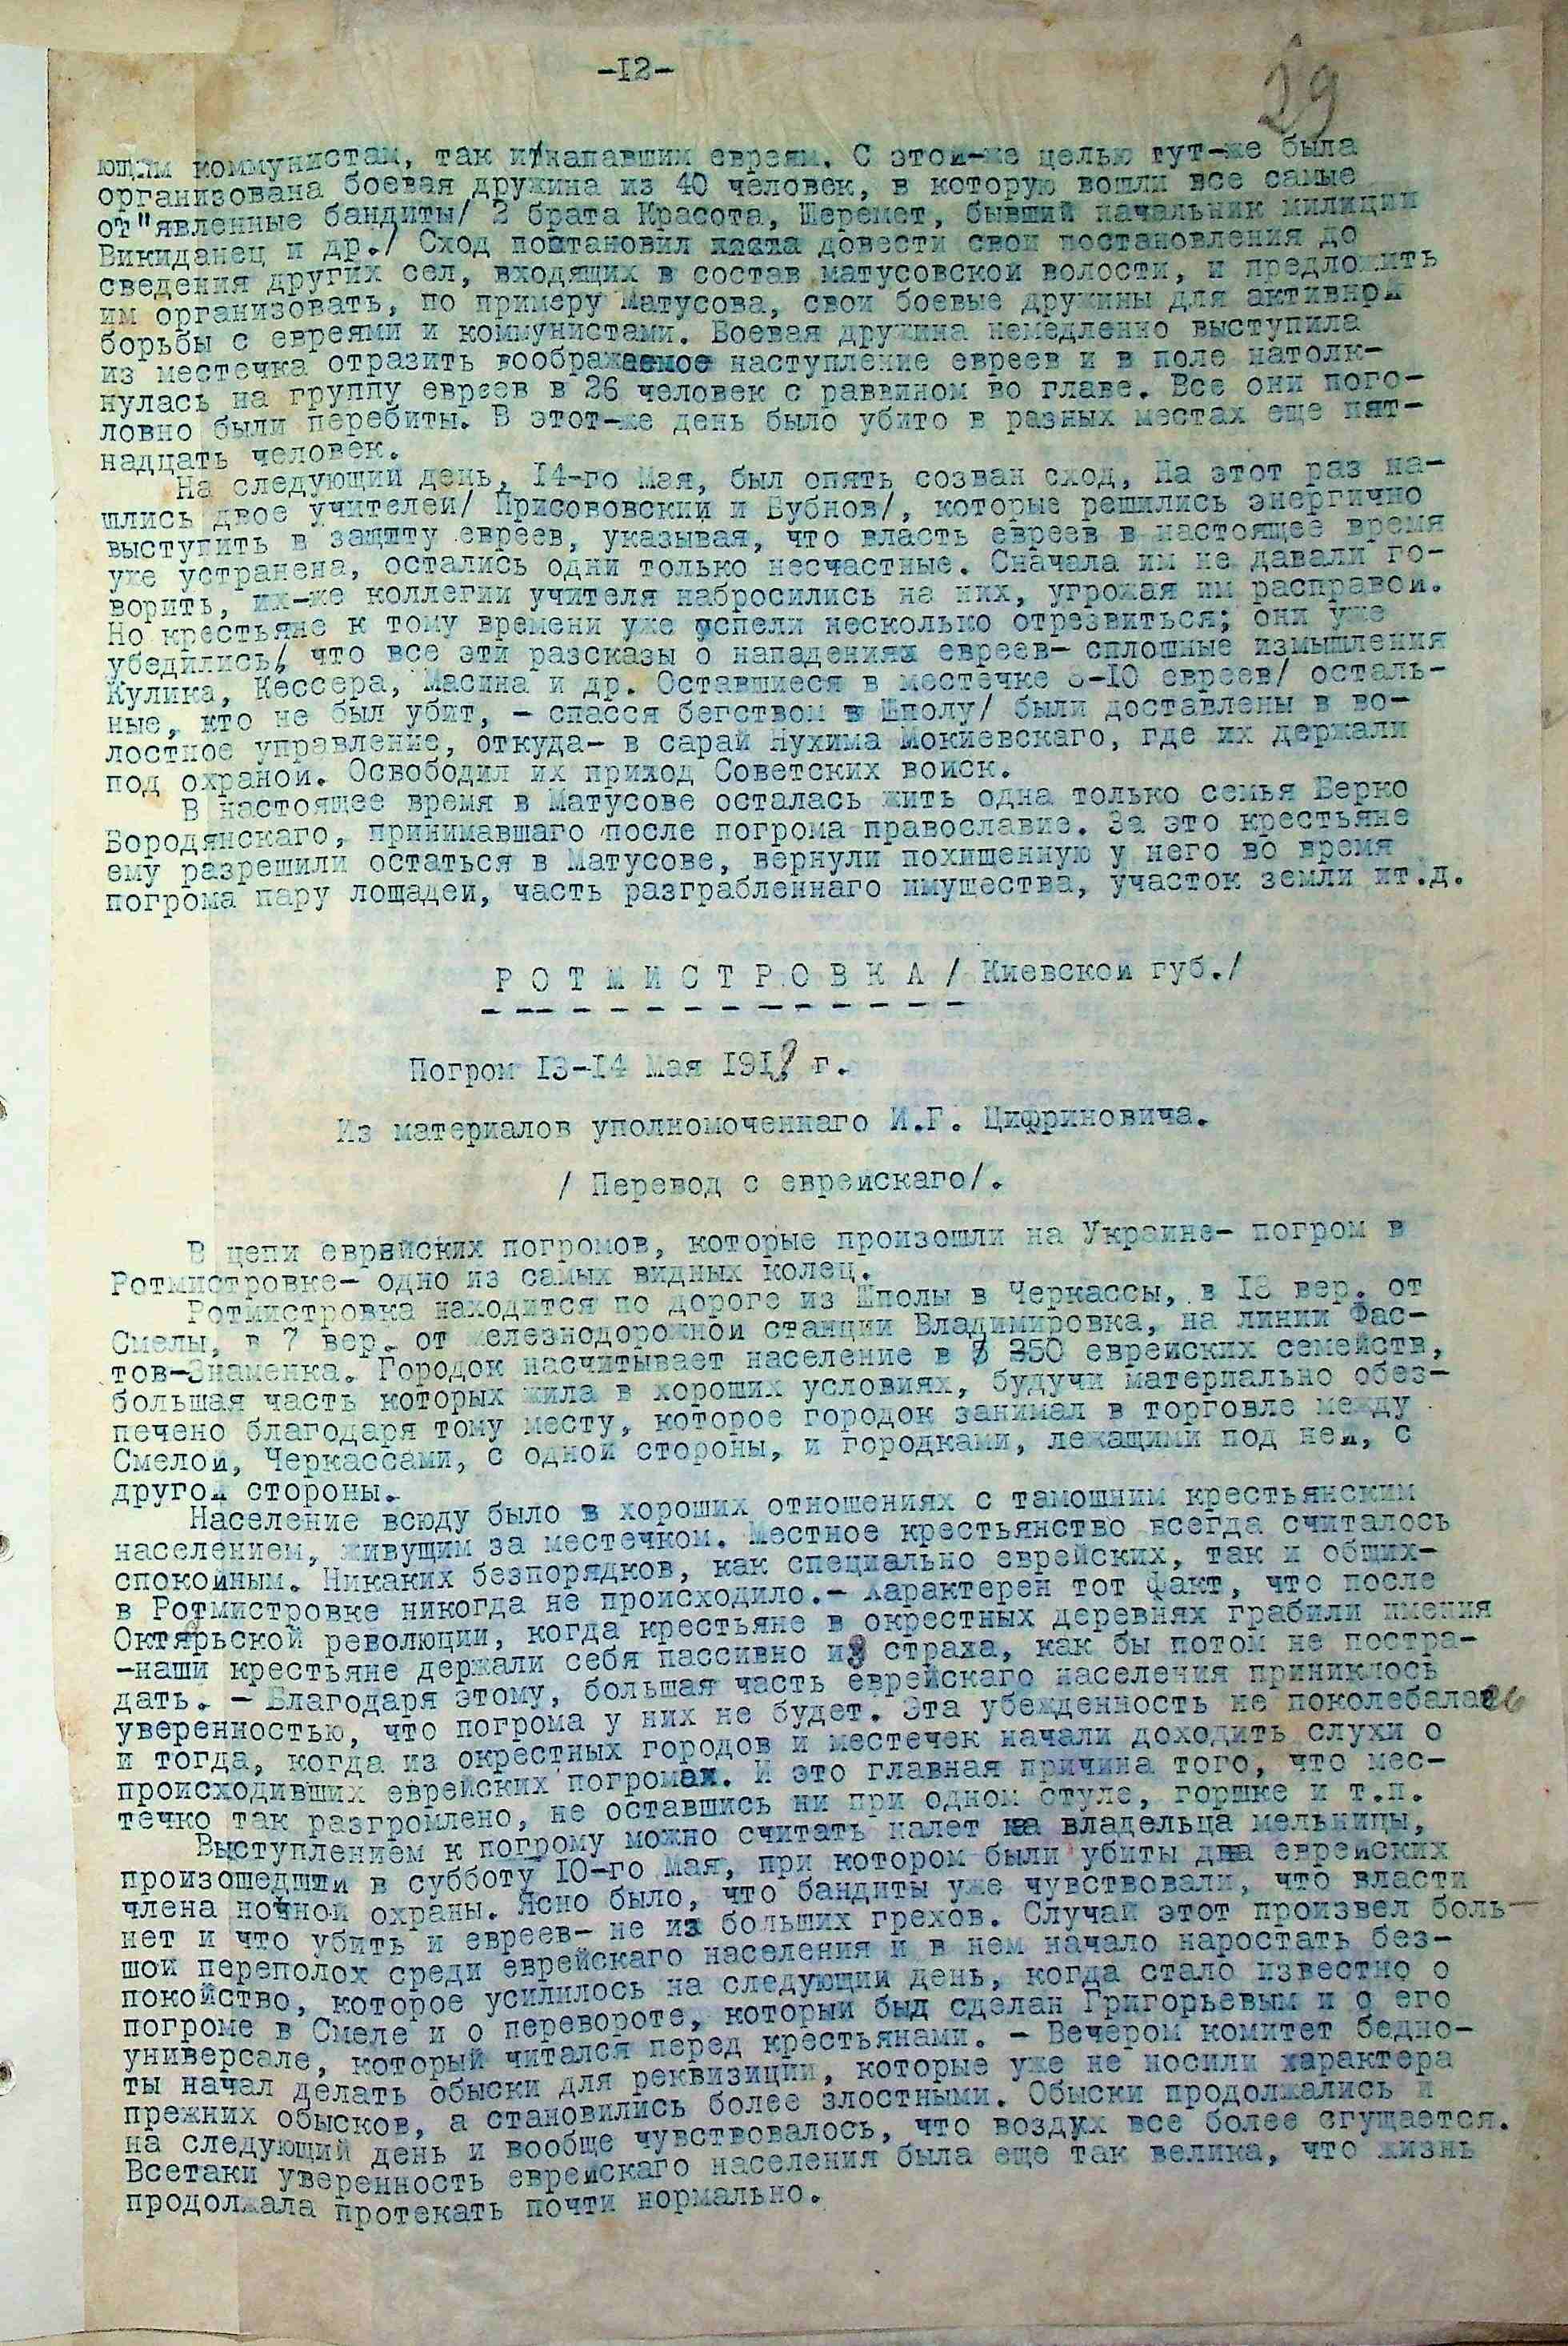 -12-
29
ющим коммунистам, так и напавшим евреям. С этой-же целью тут-же была
организована боевая дружина из 40 человек, в которую вошли все самые
от"явленные бандиты/ 2 брата Красота, Шеремет, бывший начальник милиции
Викиданец и др./ Сход постановил довести свои постановления до
сведения других сел, входящих в состав матусовской волости, и предложить
им организовать, по примеру Матусова, свои боевые дружины для активной
борьбы с евреями и коммунистами. Боевая дружина немедленно выступила
из местечка отразить воображаемое наступление евреев и в поле натолк-
нулась на группу евреев в 26 человек с раввином во главе. Все они пого-
ловно были перебиты. В этот-же день было убито в разных местах еще пят-
надцать человек.
На следующий день, 14-го Мая, был опять созван сход, На этот раз на-
шлись двое учителей/ Присововский и Бубнов/, которые решились энергично
выступить в защиту евреев, указывая, что власть евреев в настоящее время
уже устранена, остались одни только несчастные. Сначала им не давали го-
ворить, их-же коллегии учителя набросились на них, угрожая им расправой.
Но крестьяне к тому времени уже успели несколько отрезвиться; они уже
убедились, что все эти разсказы о нападениях евреев- сплошные измышления
Кулика, Кессера, Масина и др. Оставшиеся в местечке 8-10 евреев/ осталь-
ные, кто не был убит, - спасся бегством в Шполу/ были доставлены в во-
лостное управление, откуда- в сарай Нухима Мокиевскаго, где их держали
под охраной. Освободил их приход Советских войск.
В настоящее время в Матусове осталась жить одна только семья Берко
Бородянскаго, принимавшаго после погрома православие. За это крестьяне
ему разрешили остаться в Матусове, вернули похищенную у него во время
погрома пару лощадей, часть разграбленнаго имущества, участок земли ит.д.
РОТМИСТРОВКА/ Киевской губ./
Погром 13-14 Мая 1919 г.
Из материалов уполномоченнаго И.Г. Цифриновича.
/ Перевод с еврейскаго/.
В цепи еврейских погромов, которые произошли на Украине- погром в
Ротмистровке- одно из самых видных колец.
Ротмистровка находится по дороге из Шполы в Черкассы, в 13 вер. от
Смелы, в 7 вер. от железнодорожной станции Владимировка, на линии Фас-
тов-Знаменка. Городок насчитывает население в 350 еврейских семейств,
большая часть которых жила в хороших условиях, будучи материально обез-
печено благодаря тому месту, которое городок занимал в торговле между
Смелой, Черкассами, с одной стороны, и городками, лежащими под ней, с
другой стороны.
Население всюду было в хороших отношениях с тамошним крестьянским
населением, живущим за местечком. Местное крестьянство всегда считалось
спокойным. Никаких безпорядков, как специально еврейских, так и общих-
в Ротмистровке никогда не происходило.- Характерен тот факт, что после
Октябрьской революции, когда крестьяне в окрестных деревнях грабили имения
-наши крестьяне держали себя пассивно из страха, как бы потом не постра-
дать. - Благодаря этому, большая часть еврейскаго населения приниклось
уверенностью, что погрома у них не будет. Эта убежденность не поколебалась
и тогда, когда из окрестных городов и местечек начали доходить слухи о
происходивших еврейских погромах. И это главная причина того, что мес-
течко так разгромлено, не оставшись ни при одном стуле, горшке и т.п.
Выступлением к погрому можно считать налет на владельца мельницы,
произошедшти в субботу 10-го Мая, при котором были убиты два еврейских
члена ночной охраны. Ясно было, что бандиты уже чувствовали, что власти
нет и что убить и евреев- не из больших грехов. Случай этот произвел боль-
шой переполох среди еврейскаго населения и в нем начало наростать без-
покойство, которое усилилось на следующий день, когда стало известно о
погроме в Смеле и о перевороте, который быд сделан Григорьевым и о его
универсале, который читался перед крестьянами. - Вечером комитет бедно-
ты начал делать обыски для реквизиции, которые уже не носили характера
прежних обысков, а становились более злостными. Обыски продолжались и
на следующий день и вообще чувствовалось, что воздух все более сгущается.
Всетаки уверенность еврейскаго населения была еще так велика, что жизнь
продолжала протекать почти нормально.